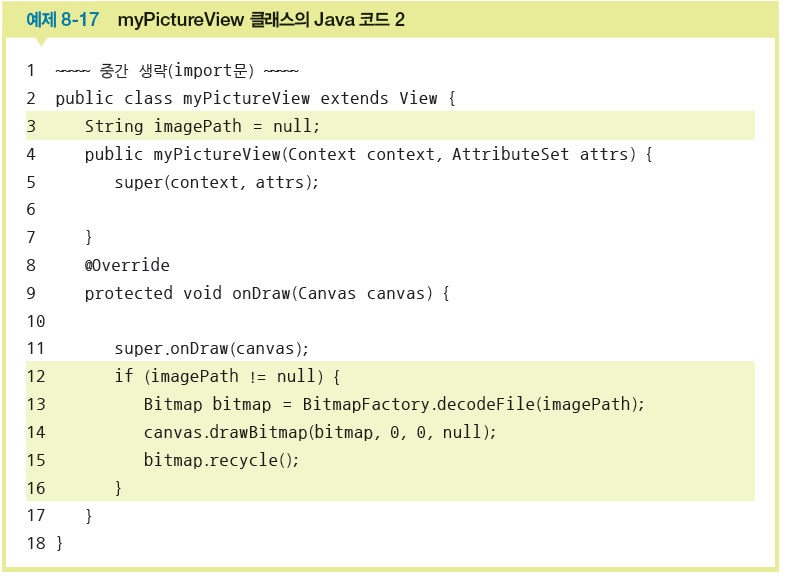 예제 8-17 myPictureView 클래스의 Java 코드 2
1 ~~~~ 중간 생략(import문) ~~~~
2 public class myPictureView extends View {
3 String imagePath = null;
4 public myPictureView(Context context, AttributeSet attrs) {
5 super(context, attrs);
6
7 }
8 @Override
9 protected void onDraw(Canvas canvas) {
10
11 super.onDraw(canvas);
12 if (imagePath != null) {
13 Bitmap bitmap = BitmapFactory.decodeFile(imagePath);
14 canvas.drawBitmap(bitmap, 0, 0, null);
15 bitmap.recycle();
16 }
17 }
18 }